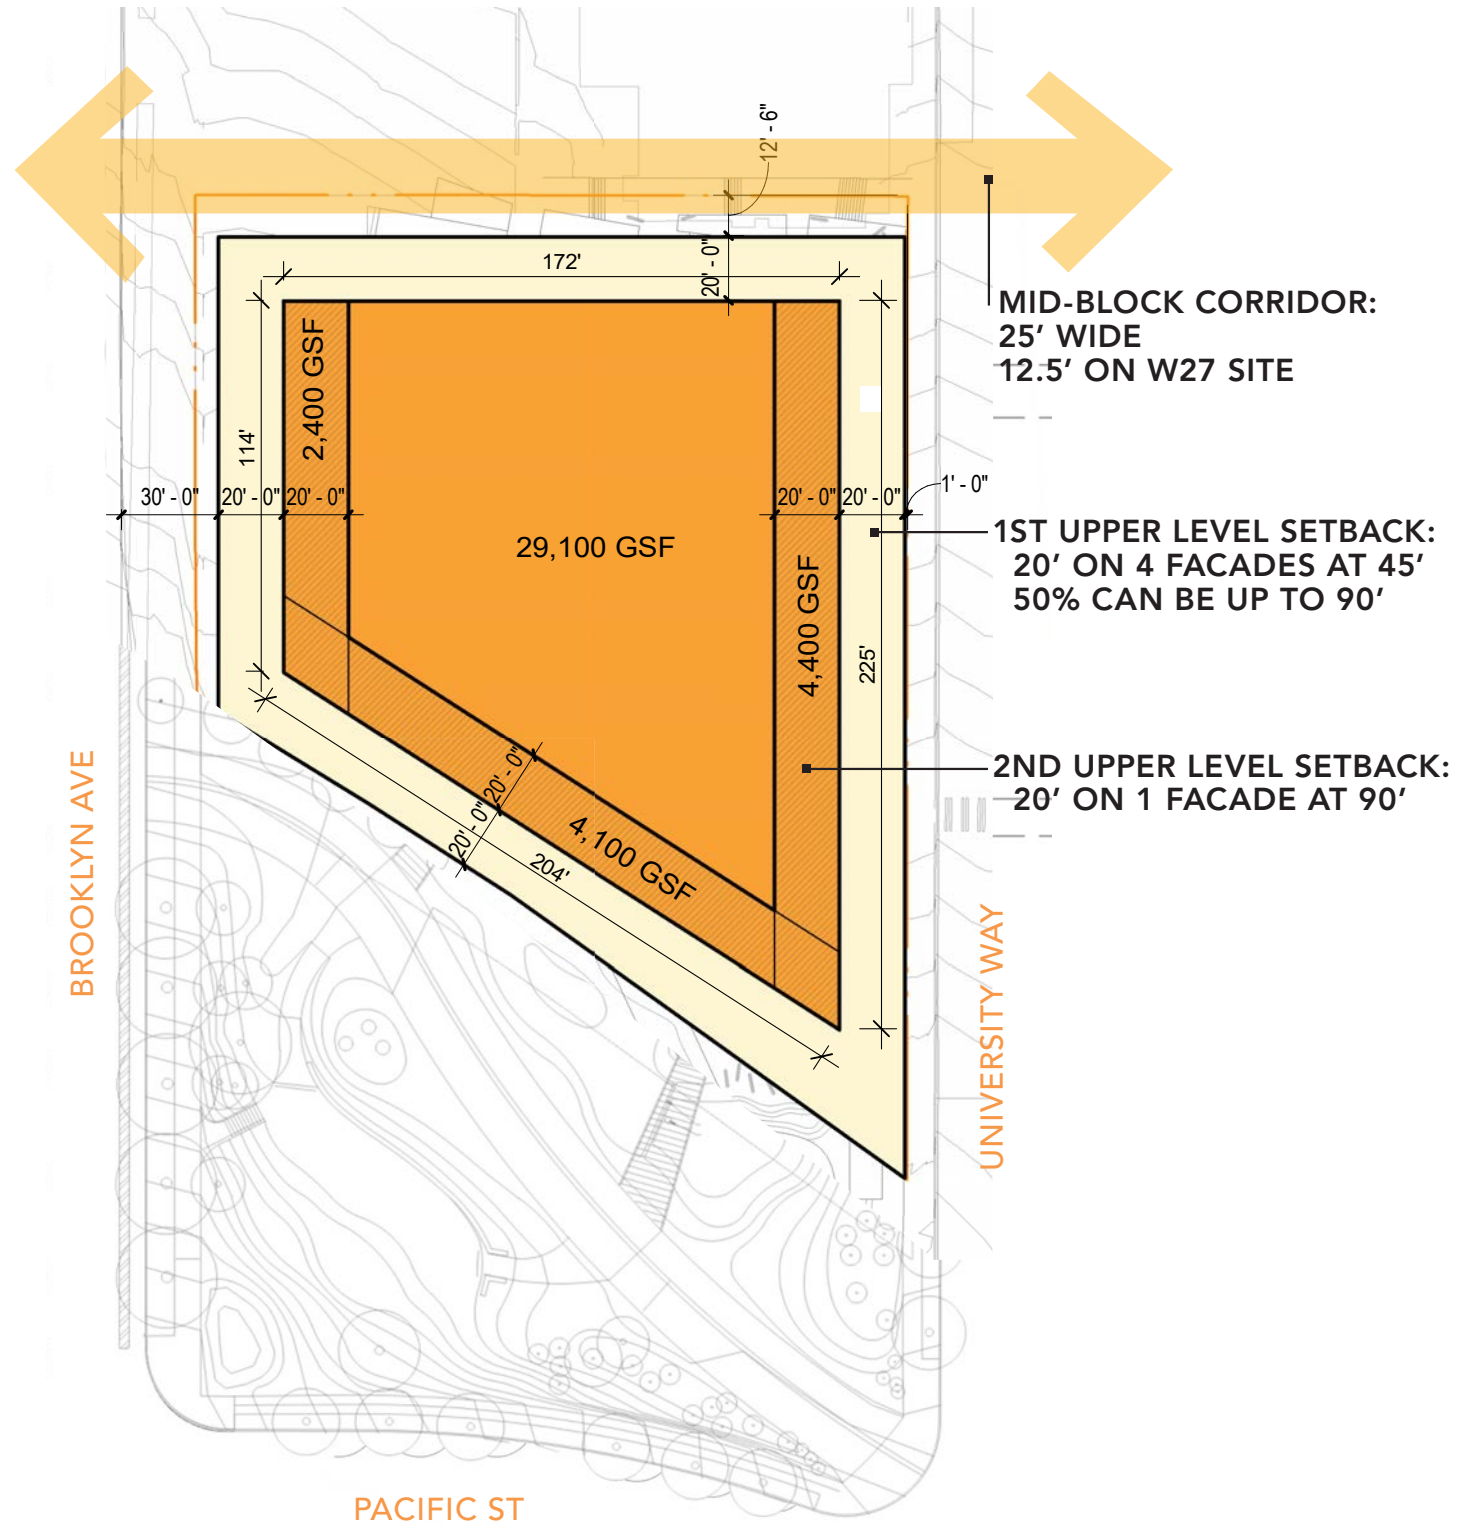 12' - 6"
20' - 0"
172'
MID-BLOCK CORRIDOR:
25' WIDE
12.5' ON W27 SITE
2,400 GSF
114'
30' - 0"
20' - 0"
20' - 0"
20' - 0"
20' - 0"
1' - 0"
29,100 GSF
1ST UPPER LEVEL SETBACK:
20' ON 4 FACADES AT 45'
50% CAN BE UP TO 90'
4,400 GSF
225'
2ND UPPER LEVEL SETBACK:
20' ON 1 FACADE AT 90'
20' - 0"
20' - 0"
4,100 GSF
204'
BROOKLYN AVE
UNIVERSITY WAY
PACIFIC ST